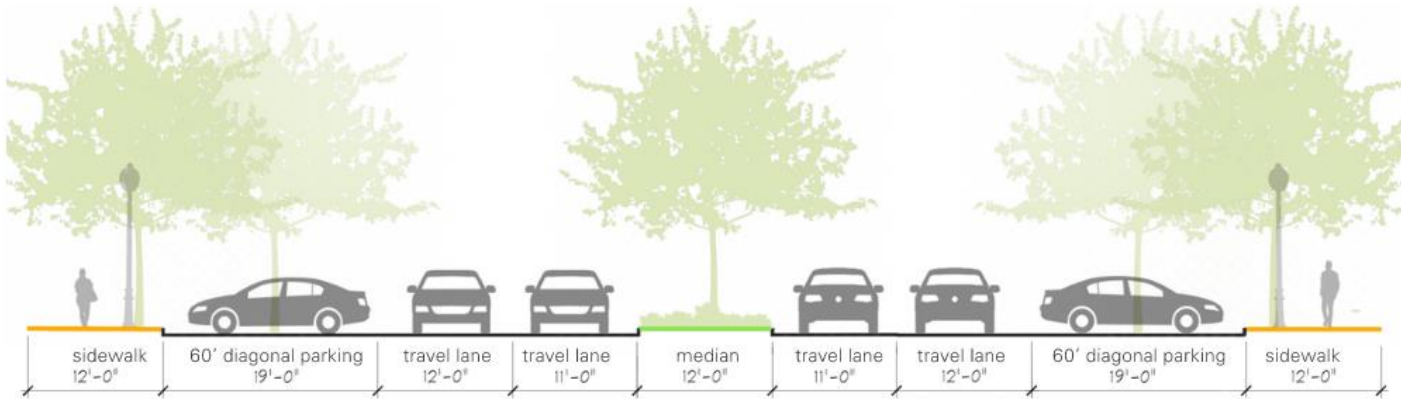 sidewalk
12'-0"
60' diagonal parking
19'-0"
travel lane
12'-0"
travel lane
11'-0"
median
12'-0"
travel lane
11'-0"
travel lane
12'-0"
60' diagonal parking
19'-0"
sidewalk
12'-0"